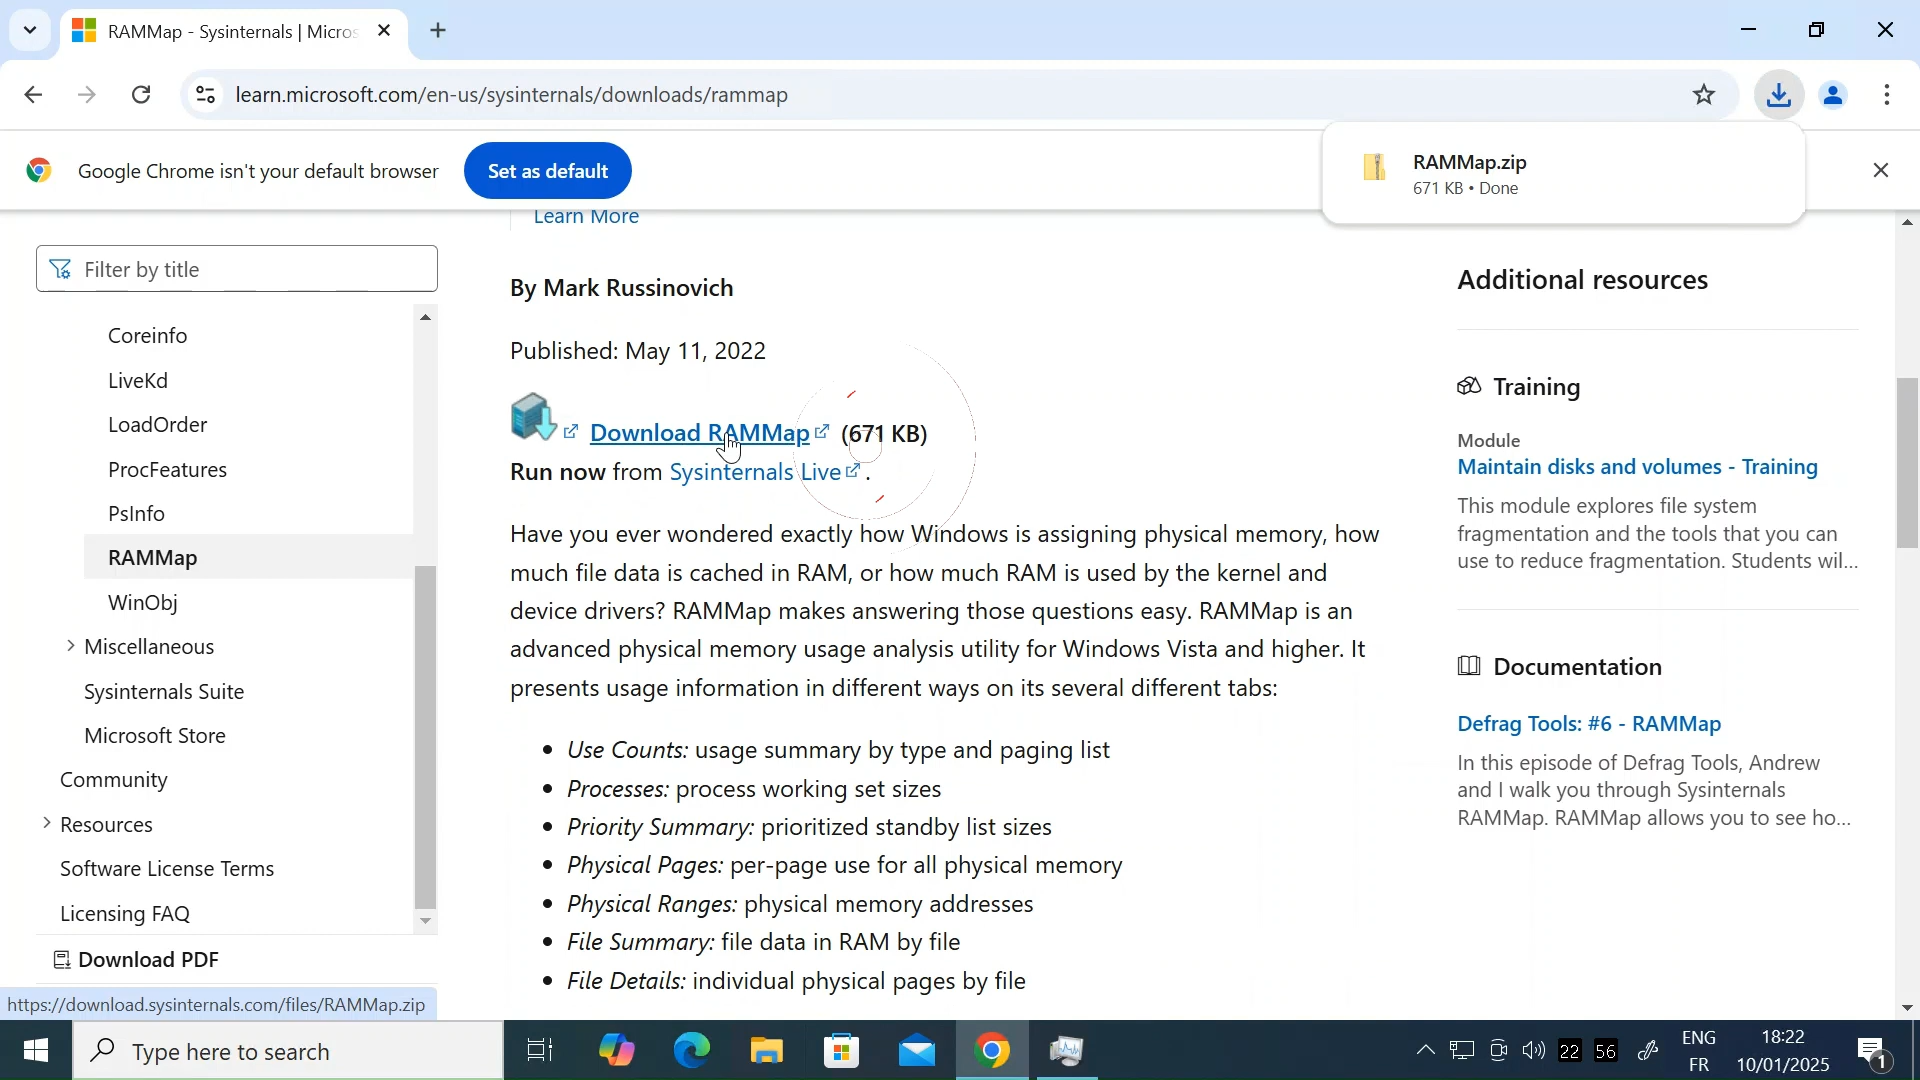 RAMMap - Sysinternals | Micros
learn.microsoft.com/en-us/sysinternals/downloads/rammap
Google Chrome isn't your default browser
Set as default
RAMMap.zip
671 KB • Done
Learn More
Filter by title
Coreinfo
LiveKd
LoadOrder
ProcFeatures
PsInfo
RAMMap
WinObj
Miscellaneous
Sysinternals Suite
Microsoft Store
Community
Resources
Software License Terms
Licensing FAQ
Download PDF
https://download.sysinternals.com/files/RAMMap.zip
By Mark Russinovich
Published: May 11, 2022
Download RAMMap (671 KB)
Run now from Sysinternals Live.
Have you ever wondered exactly how Windows is assigning physical memory, how
much file data is cached in RAM, or how much RAM is used by the kernel and
device drivers? RAMMap makes answering those questions easy. RAMMap is an
advanced physical memory usage analysis utility for Windows Vista and higher. It
presents usage information in different ways on its several different tabs:
• Use Counts: usage summary by type and paging list
• Processes: process working set sizes
• Priority Summary: prioritized standby list sizes
• Physical Pages: per-page use for all physical memory
• Physical Ranges: physical memory addresses
• File Summary: file data in RAM by file
• File Details: individual physical pages by file
Additional resources
Training
Module
Maintain disks and volumes - Training
This module explores file system
fragmentation and the tools that you can
use to reduce fragmentation. Students wil...
Documentation
Defrag Tools: #6 - RAMMap
In this episode of Defrag Tools, Andrew
and I walk you through Sysinternals
RAMMap. RAMMap allows you to see ho...
Type here to search
22
56
ENG
FR
18:22
10/01/2025
1